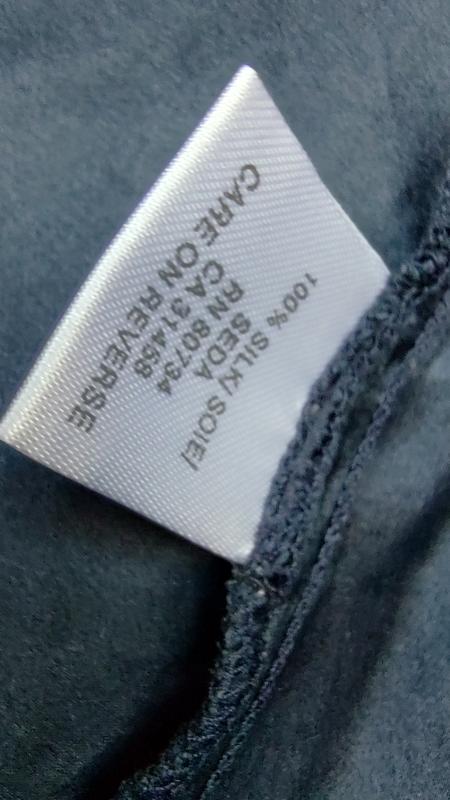 100% SILK/ SOIE/
SEDA
RN 80734
CA 31458
CARE ON REVERSE